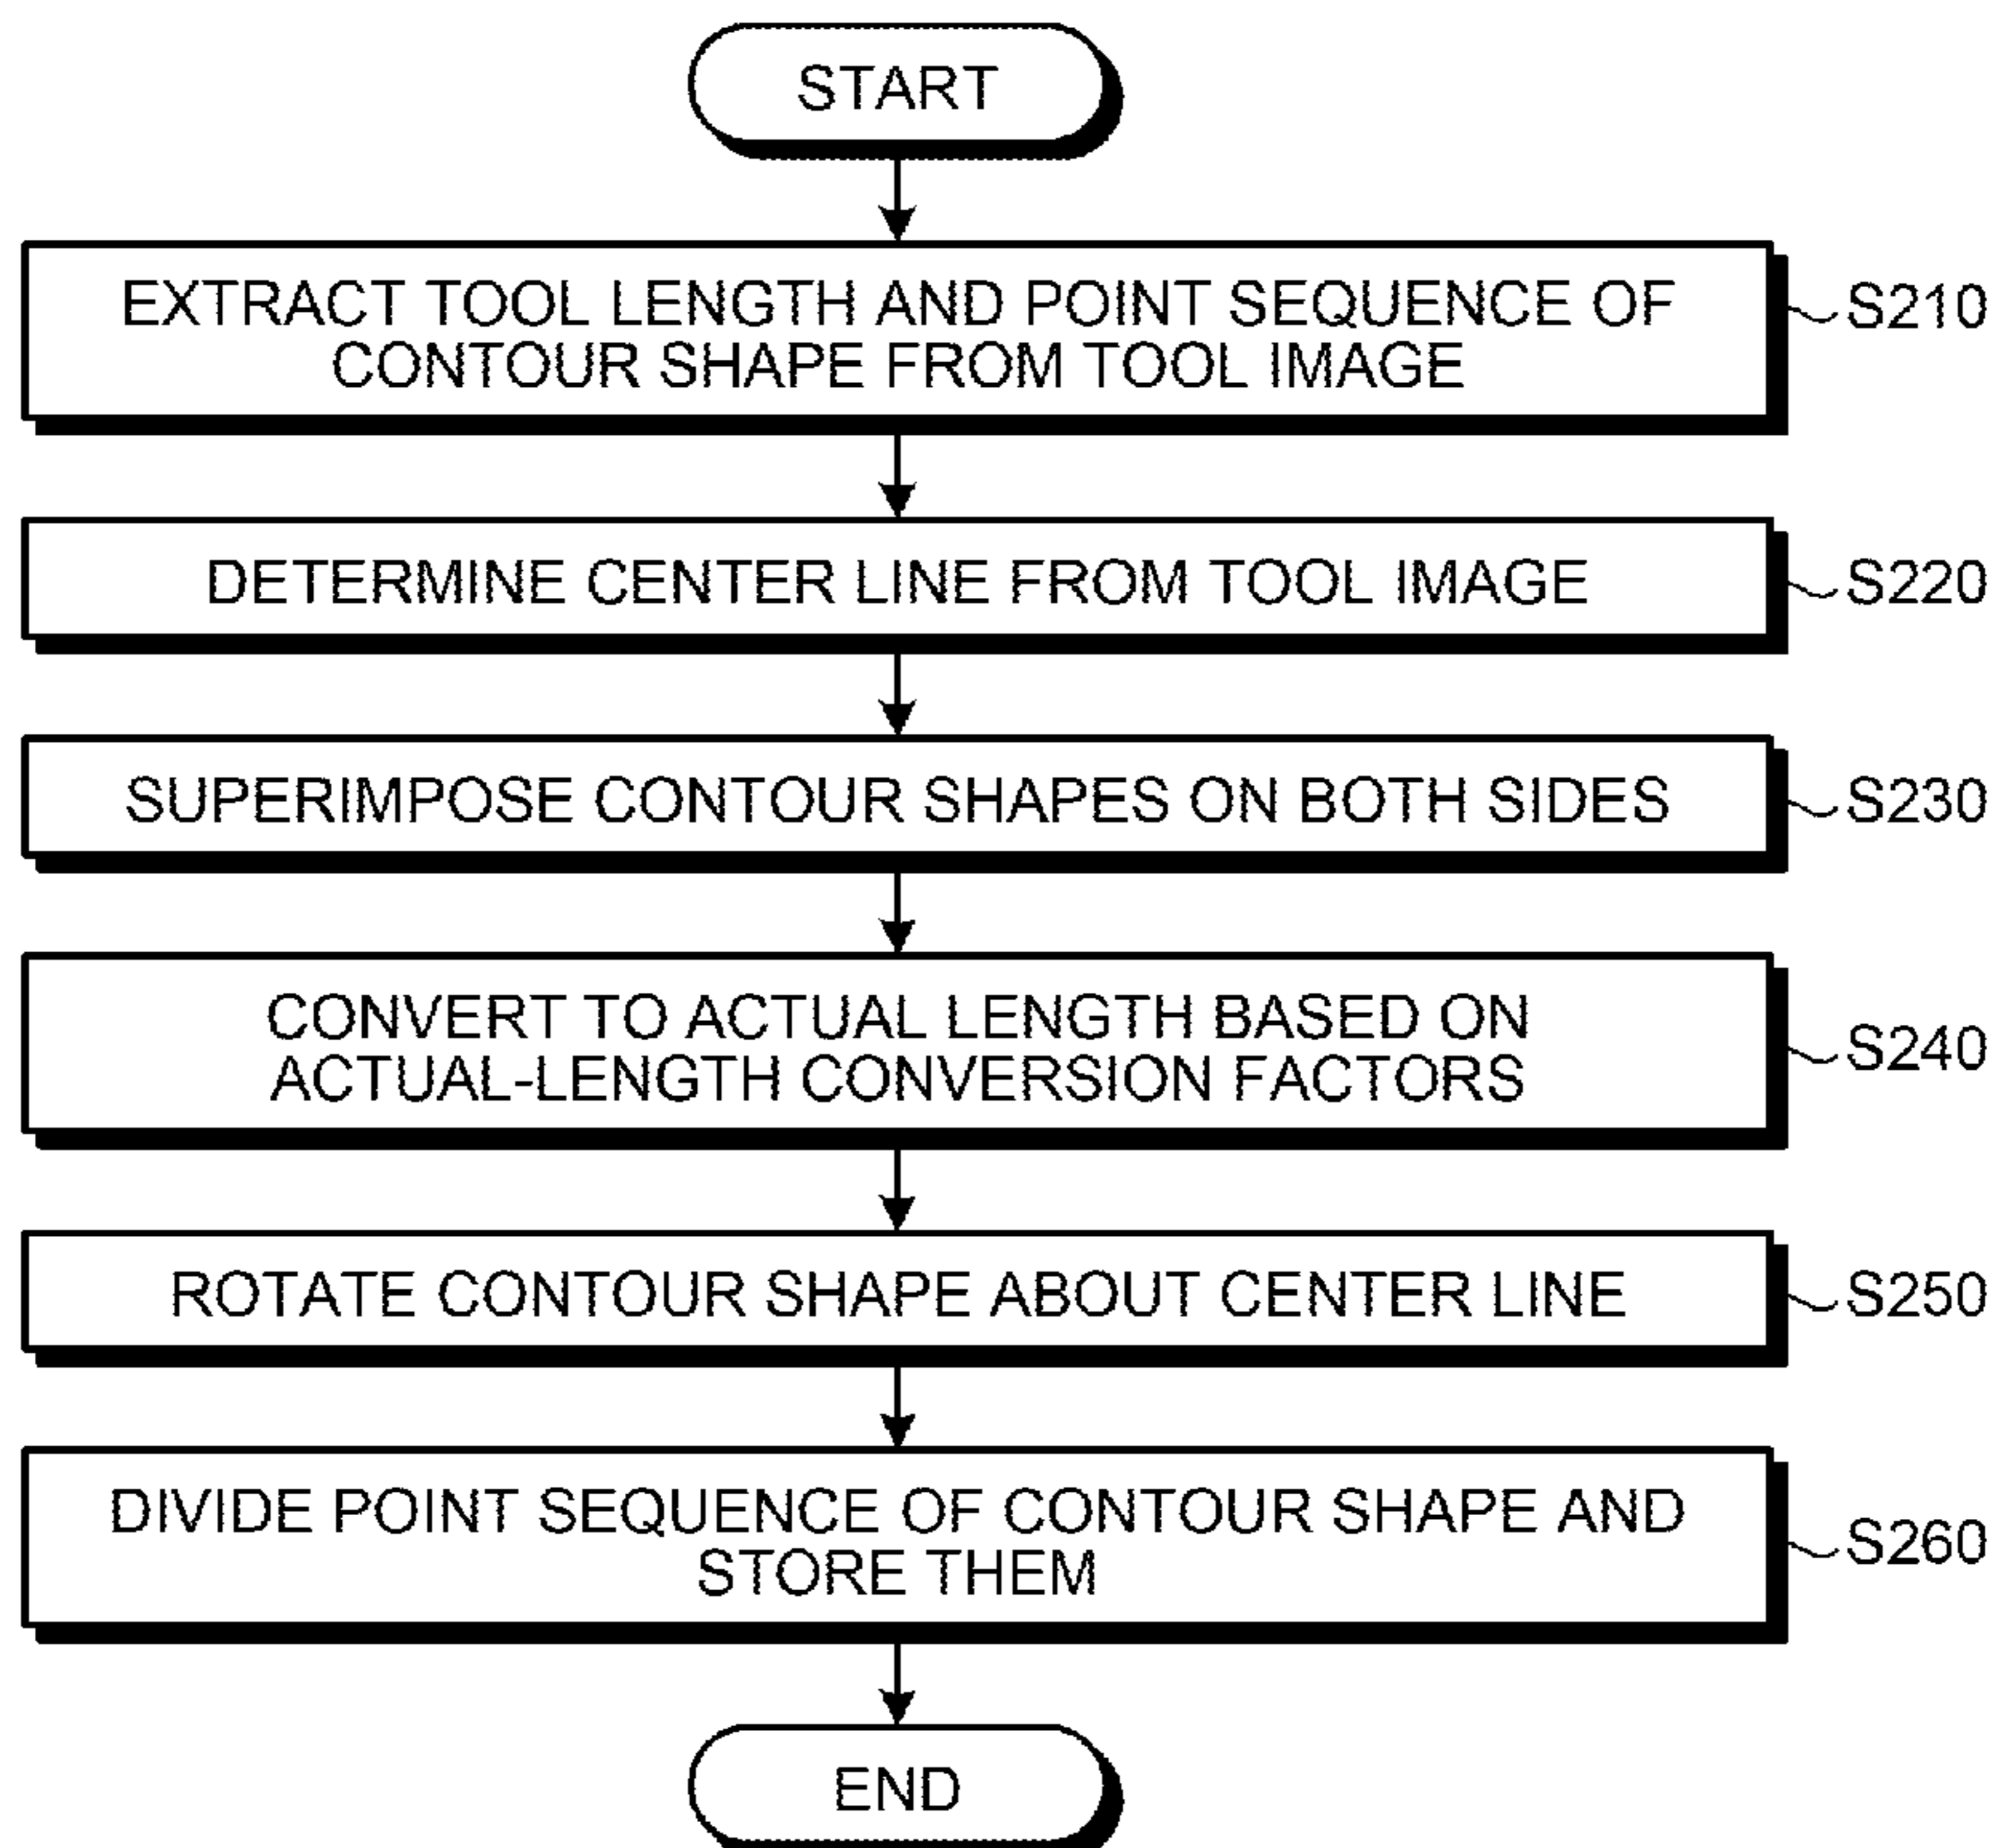 START
EXTRACT TOOL LENGTH AND POINT SEQUENCE OF
CONTOUR SHAPE FROM TOOL IMAGE
S210
DETERMINE CENTER LINE FROM TOOL IMAGE
S220
SUPERIMPOSE CONTOUR SHAPES ON BOTH SIDES
S230
CONVERT TO ACTUAL LENGTH BASED ON
ACTUAL-LENGTH CONVERSION FACTORS
S240
ROTATE CONTOUR SHAPE ABOUT CENTER LINE
S250
DIVIDE POINT SEQUENCE OF CONTOUR SHAPE AND
STORE THEM
S260
END